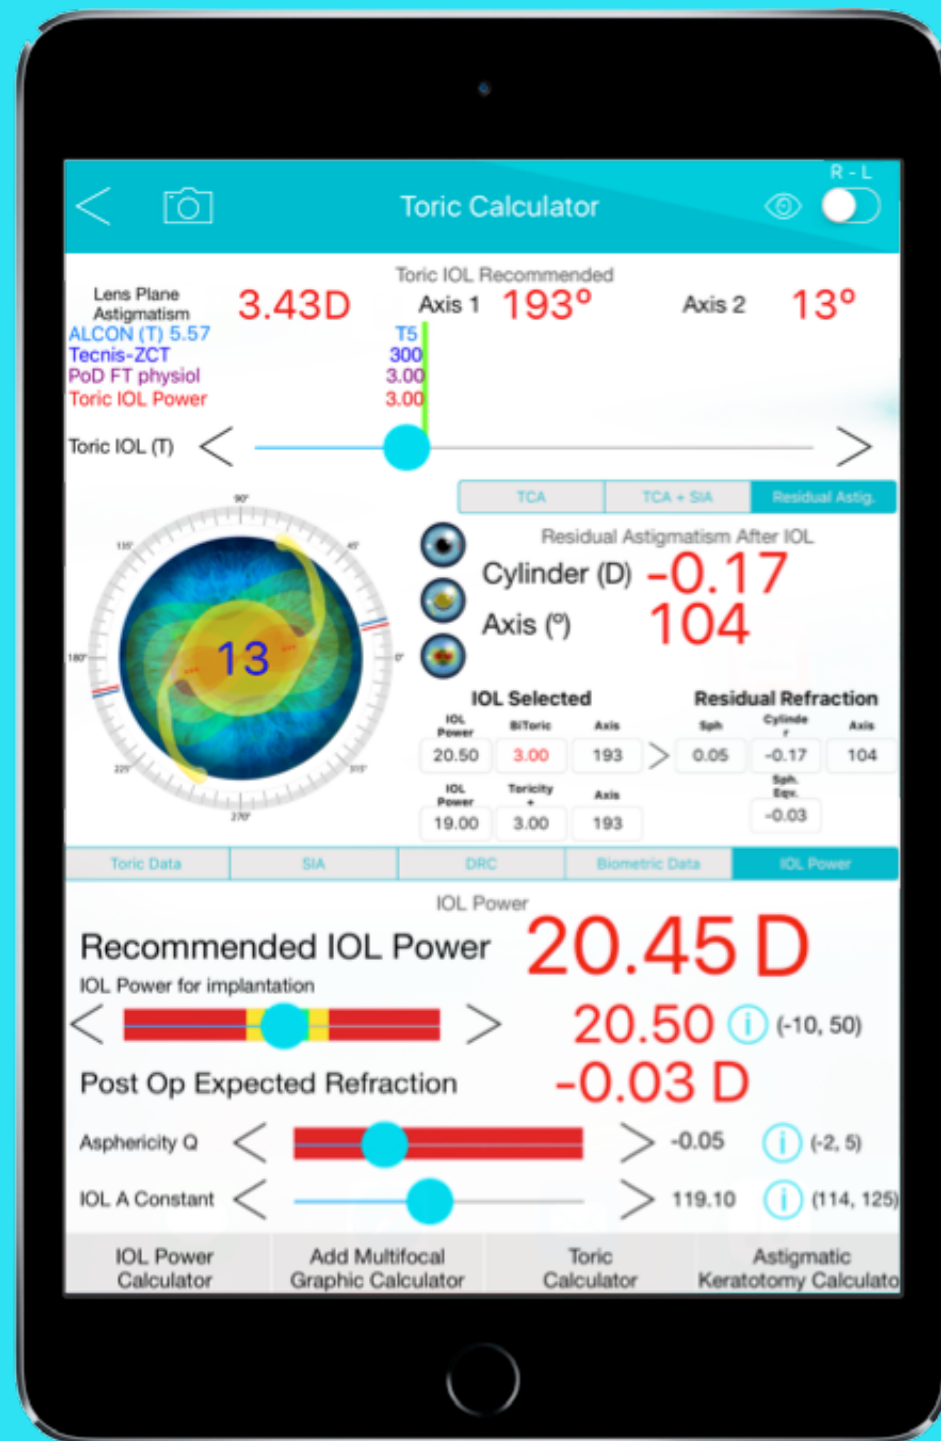 R - L
Toric Calculator
Toric IOL Recommended
Lens Plane
Astigmatism
3.43D
Axis 1
193º
Axis 2
13º
ALCON (T) 5.57
T5
Tecnis-ZCT
300
PoD FT physiol
3.00
Toric IOL Power
3.00
Toric IOL (T)
TCA
TCA + SIA
Residual Astig.
90°
135°
45°
180°
0°
225°
315°
270°
13
Residual Astigmatism After IOL
Cylinder (D) -0.17
Axis (º) 104
IOL Selected
Residual Refraction
IOL
Power
BiToric
Axis
Sph
Cylinde
r
Axis
20.50
3.00
193
0.05
-0.17
104
IOL
Power
Toricity
+
Axis
Sph.
Eqv.
19.00
3.00
193
-0.03
Toric Data
SIA
DRC
Biometric Data
IOL Power
IOL Power
Recommended IOL Power 20.45 D
IOL Power for implantation
20.50
i
(-10, 50)
Post Op Expected Refraction -0.03 D
Asphericity Q
-0.05
i
(-2, 5)
IOL A Constant
119.10
i
(114, 125)
IOL Power
Calculator
Add Multifocal
Graphic Calculator
Toric
Calculator
Astigmatic
Keratotomy Calculato